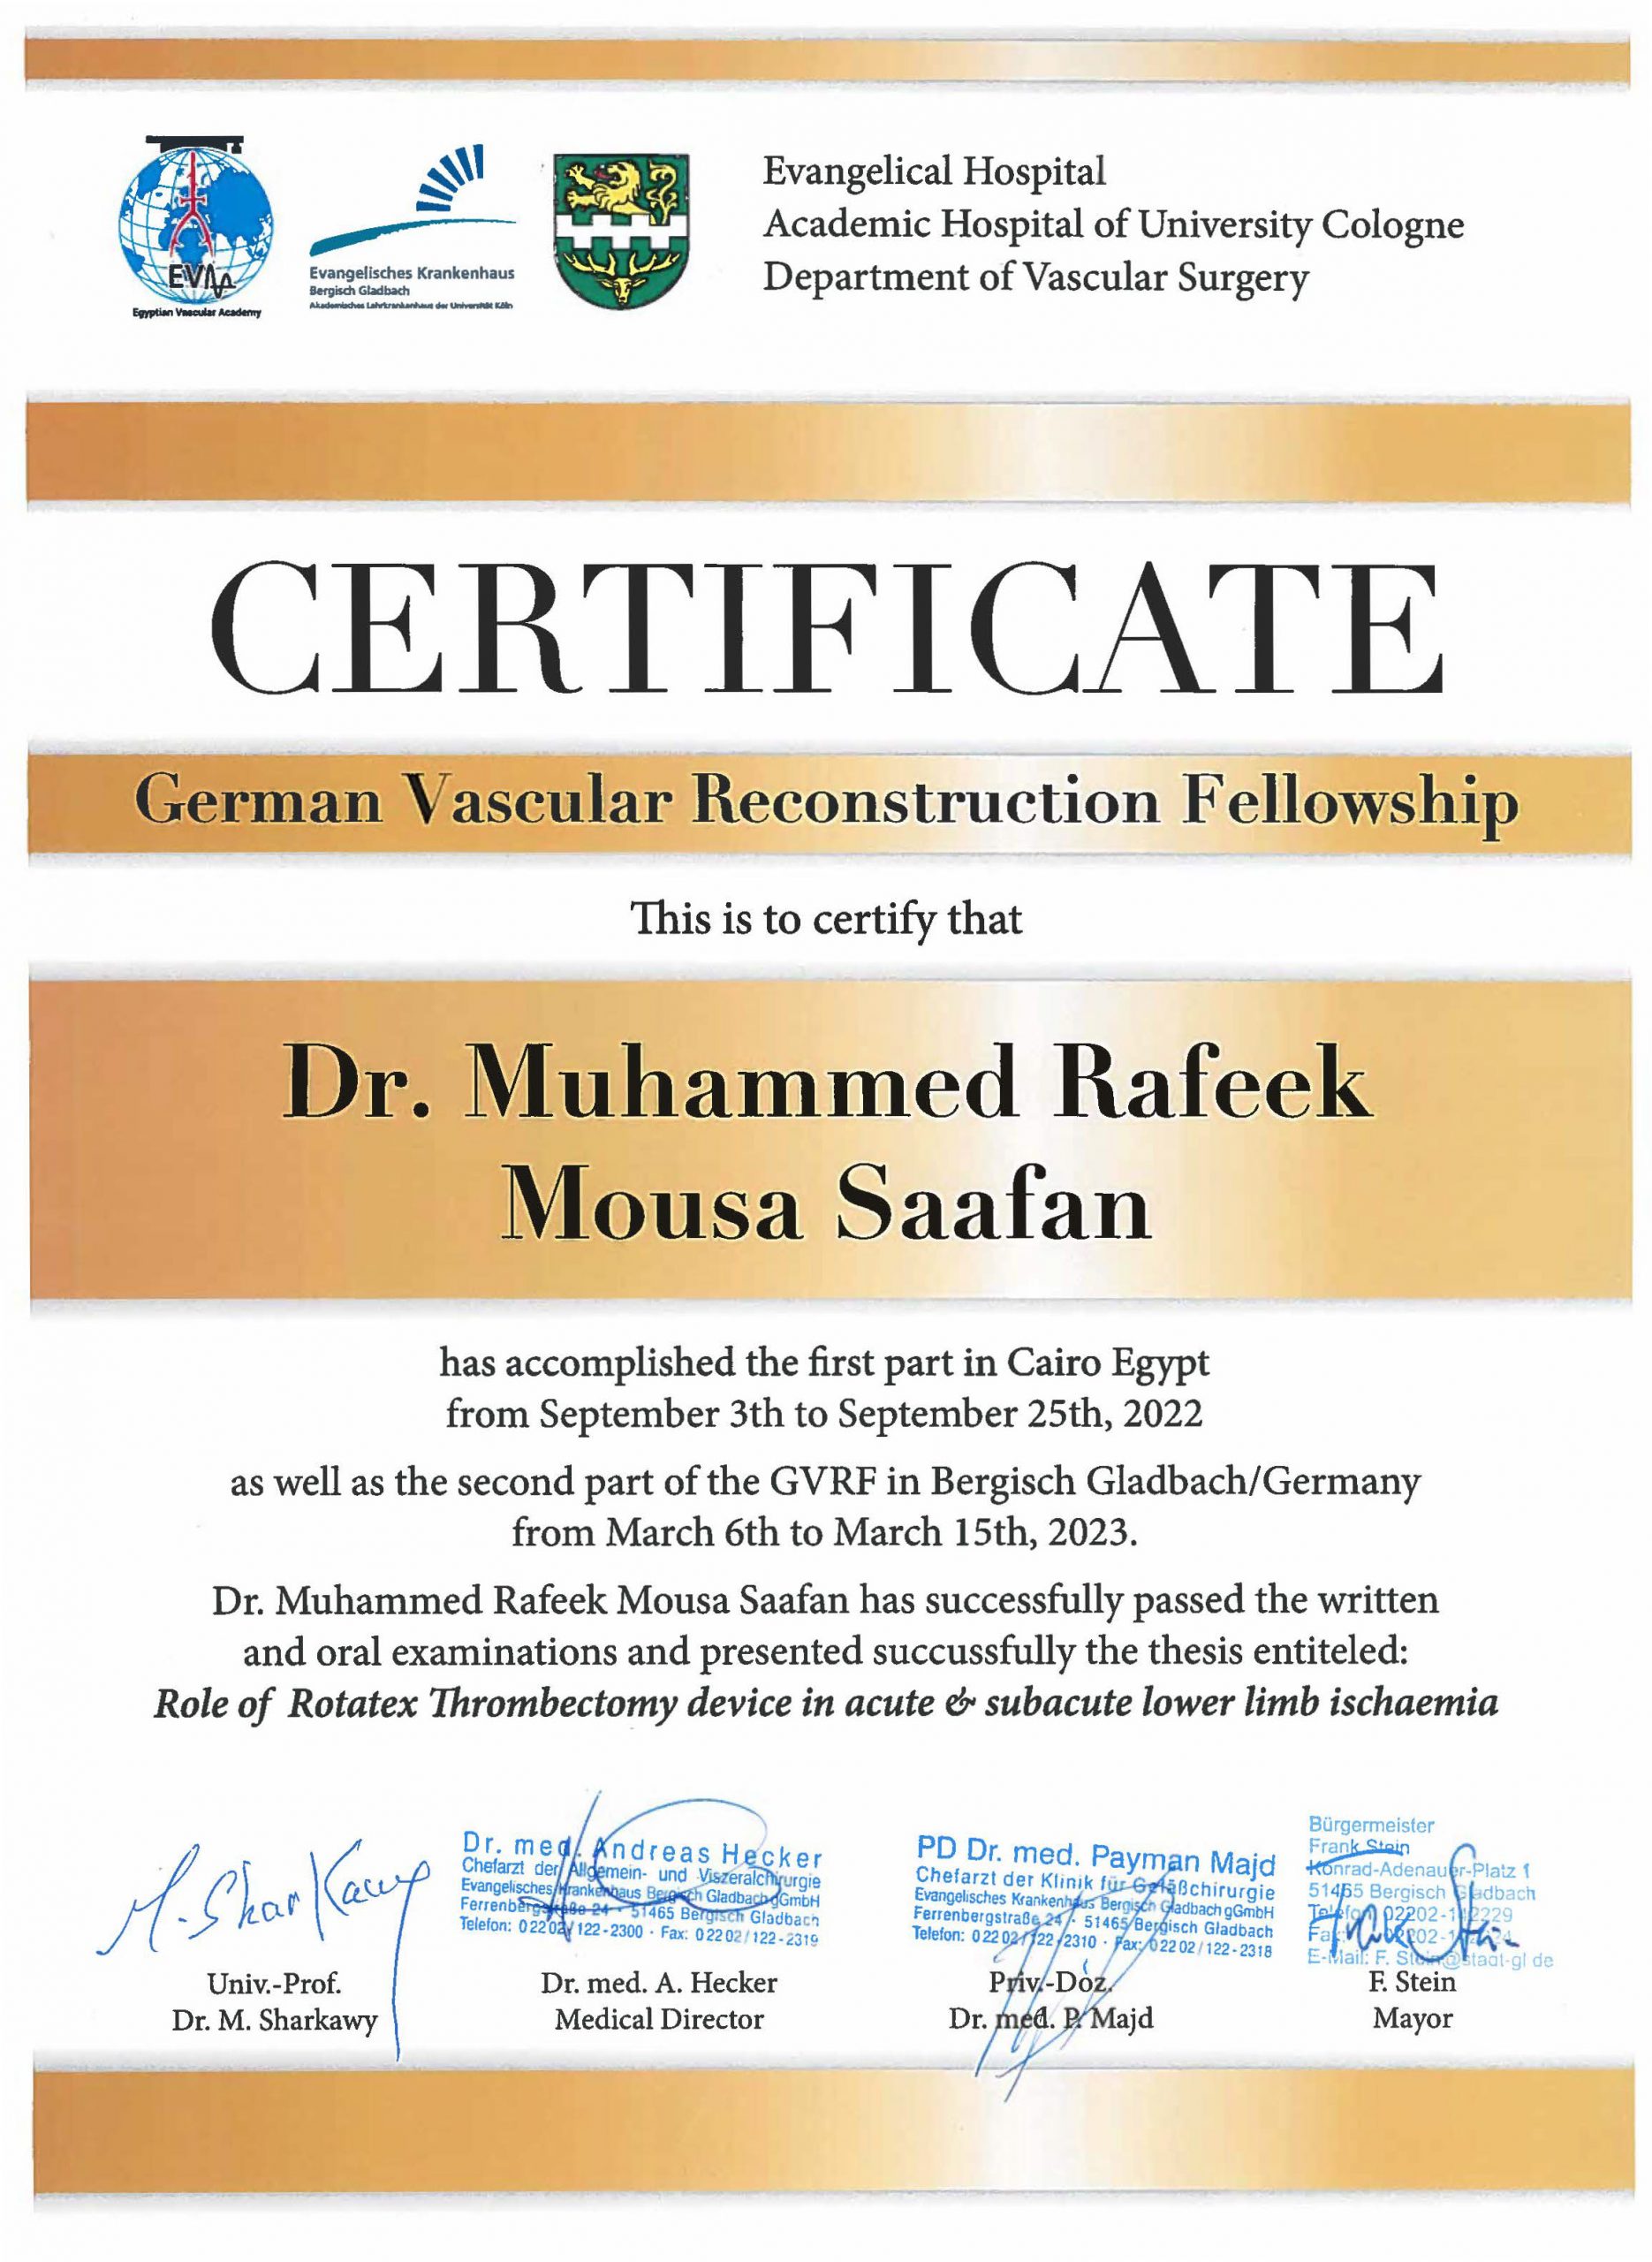 EVA
Egyptian Vascular Academy
Evangelisches Krankenhaus
Bergisch Gladbach
Akademisches Lehrkrankenhaus der Universität Köln
Evangelical Hospital
Academic Hospital of University Cologne
Department of Vascular Surgery
CERTIFICATE
German Vascular Reconstruction Fellowship
This is to certify that
Dr. Muhammed Rafeek
Mousa Saafan
has accomplished the first part in Cairo Egypt
from September 3th to September 25th, 2022
as well as the second part of the GVRF in Bergisch Gladbach/Germany
from March 6th to March 15th, 2023.
Dr. Muhammed Rafeek Mousa Saafan has successfully passed the written
and oral examinations and presented succussfully the thesis entiteled:
Role of Rotatex Thrombectomy device in acute & subacute lower limb ischaemia
M. Sharkawy
Dr. med. Andreas Hecker
Chefarzt der Allgemein- und Viszeralchirurgie
Evangelisches Krankenhaus Bergisch Gladbach gGmbH
Ferrenbergstraße 24 · 51465 Bergisch Gladbach
Telefon: 02202/122-2300 · Fax: 02202/122-2319
PD Dr. med. Payman Majd
Chefarzt der Klinik für Gefäßchirurgie
Evangelisches Krankenhaus Bergisch Gladbach gGmbH
Ferrenbergstraße 24 · 51465 Bergisch Gladbach
Telefon: 02202/122-2310 · Fax: 02202/122-2318
Bürgermeister
Frank Stein
Konrad-Adenauer-Platz 1
51465 Bergisch Gladbach
Telefon 02202-142229
Fax:
E-Mail: F. Stein@stadt-gl de
Frank Stein
Univ.-Prof.
Dr. M. Sharkawy
Dr. med. A. Hecker
Medical Director
Priv.-Doz.
Dr. med. P. Majd
F. Stein
Mayor